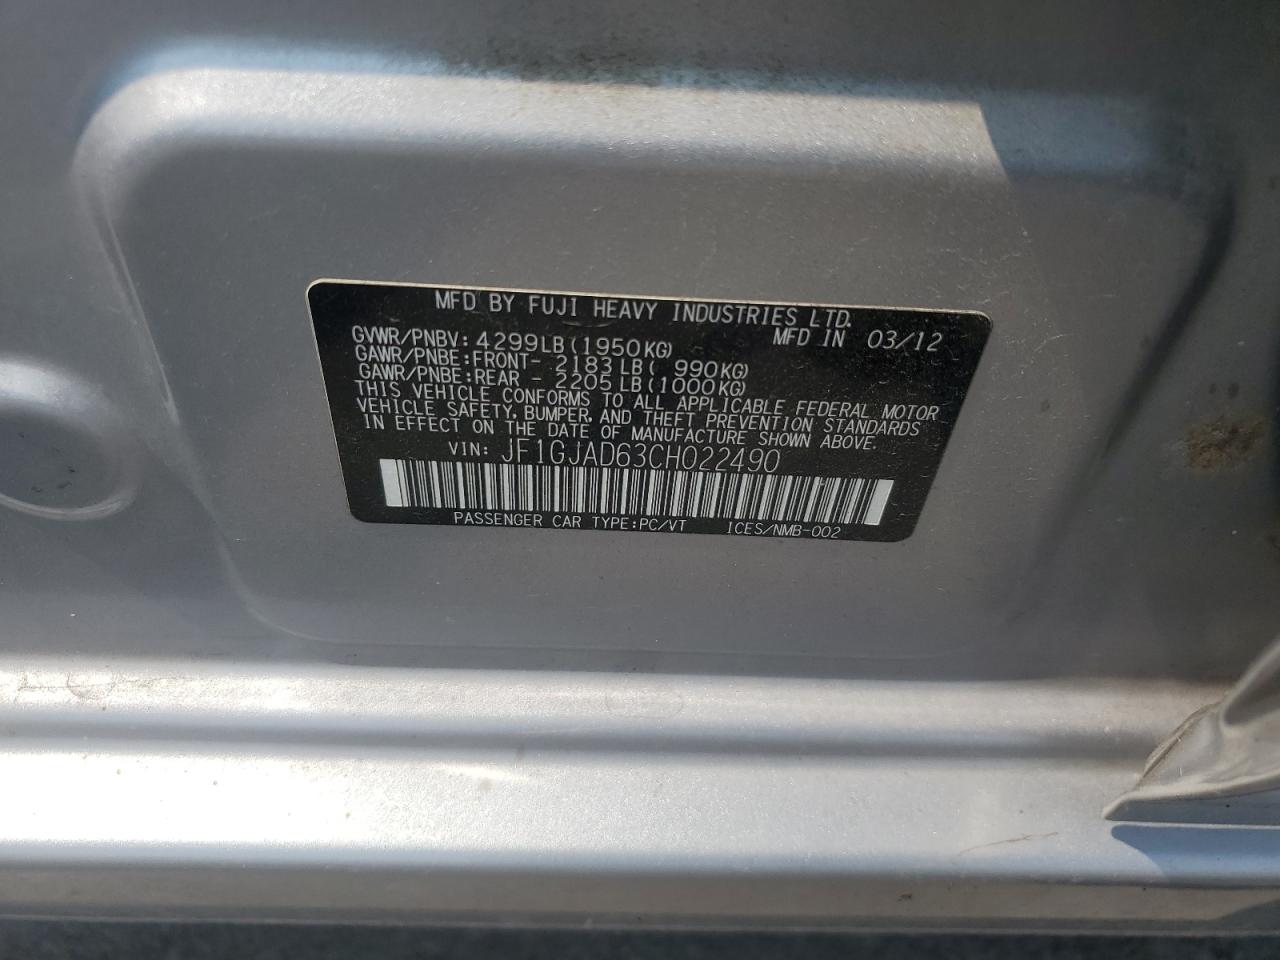 MFD BY FUJI HEAVY INDUSTRIES LTD.
GVWR/PNBV: 4299LB(1950KG) MFD IN 03/12
GAWR/PNBE:FRONT- 2183LB( 990KG)
GAWR/PNBE:REAR - 2205LB(1000KG)
THIS VEHICLE CONFORMS TO ALL APPLICABLE FEDERAL MOTOR
VEHICLE SAFETY, BUMPER, AND THEFT PREVENTION STANDARDS
IN EFFECT ON THE DATE OF MANUFACTURE SHOWN ABOVE.
VIN: JF1GJAD63CH022490
PASSENGER CAR TYPE:PC/VT ICES/NMB-002